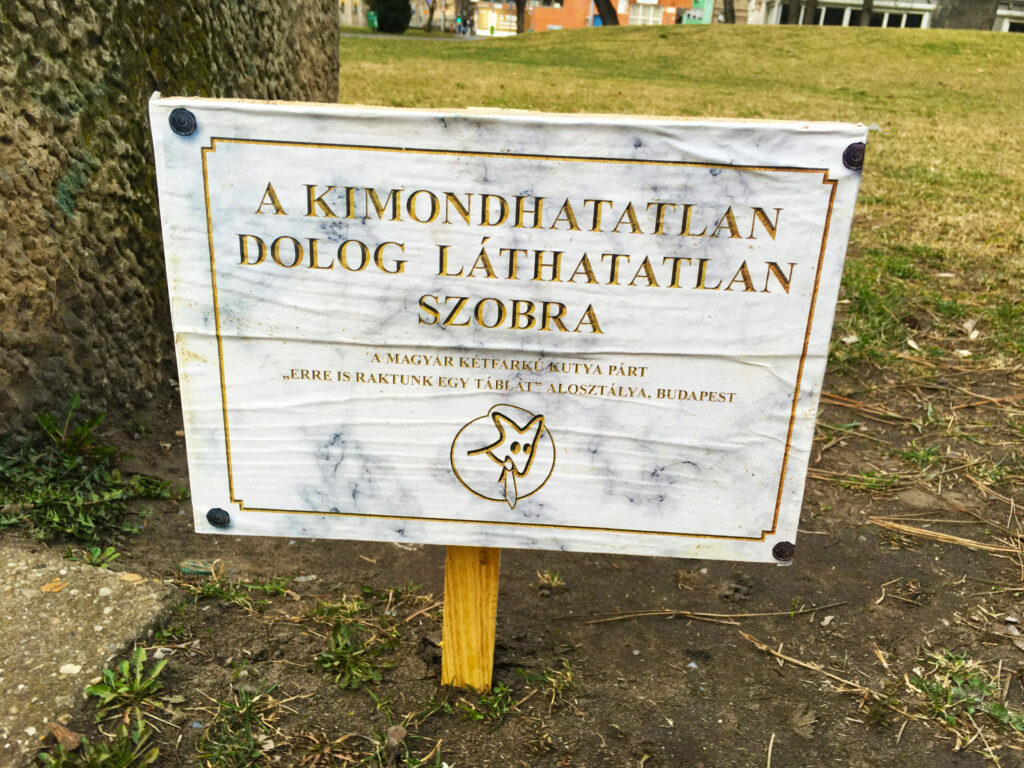 A KIMONDHATATLAN
DOLOG LÁTHATATLAN
SZOBRA
A MAGYAR KÉTFARKÚ KUTYA PÁRT
„ERRE IS RAKTUNK EGY TÁBLÁT” ALOSZTÁLYA, BUDAPEST